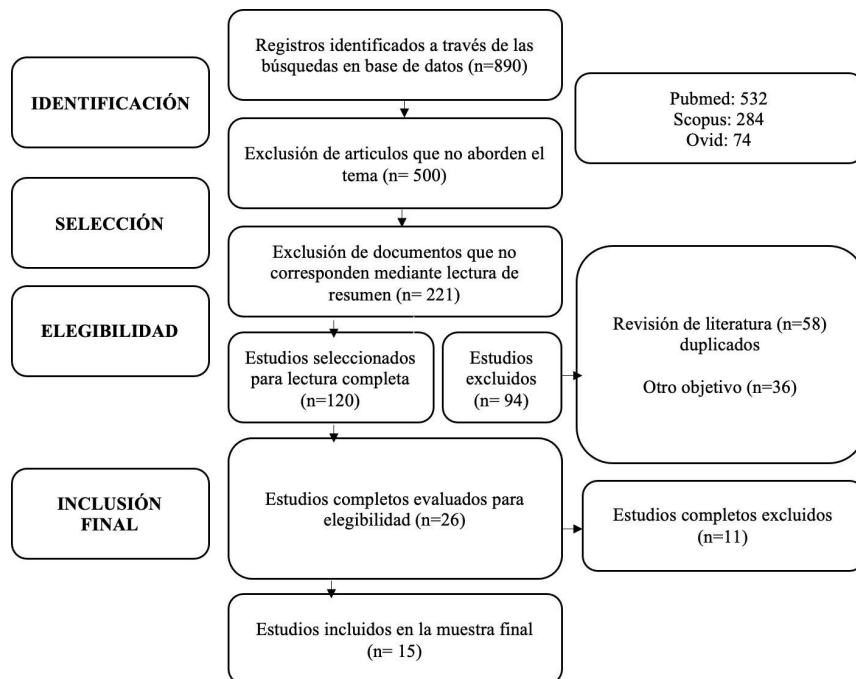 Registros identificados a través de las
búsquedas en base de datos (n=890)
IDENTIFICACIÓN
Pubmed: 532
Scopus: 284
Ovid: 74
Exclusión de articulos que no aborden el
tema (n= 500)
SELECCIÓN
Exclusión de documentos que no
corresponden mediante lectura de
resumen (n= 221)
ELEGIBILIDAD
Estudios seleccionados
para lectura completa
(n=120)
Estudios
excluidos
(n= 94)
Revisión de literatura (n=58)
duplicados
Otro objetivo (n=36)
INCLUSIÓN
FINAL
Estudios completos evaluados para
elegibilidad (n=26)
Estudios completos excluidos
(n=11)
Estudios incluidos en la muestra final
(n= 15)